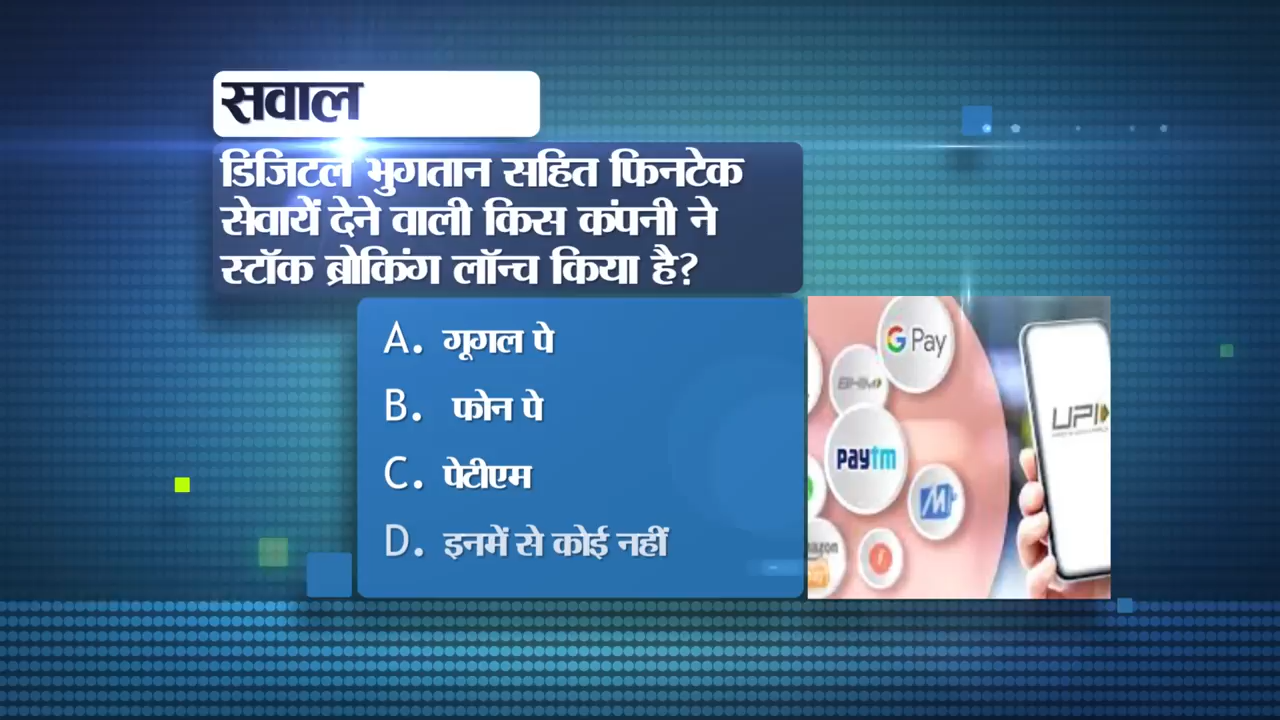 सवाल
डिजिटल भुगतान सहित फिनटेक
सेवायें देने वाली किस कंपनी ने
स्टॉक ब्रोकिंग लॉन्च किया है?
A. गूगल पे
B. फोन पे
C. पेटीएम
D. इनमें से कोई नहीं
G Pay
BHIM
UPI
paytm